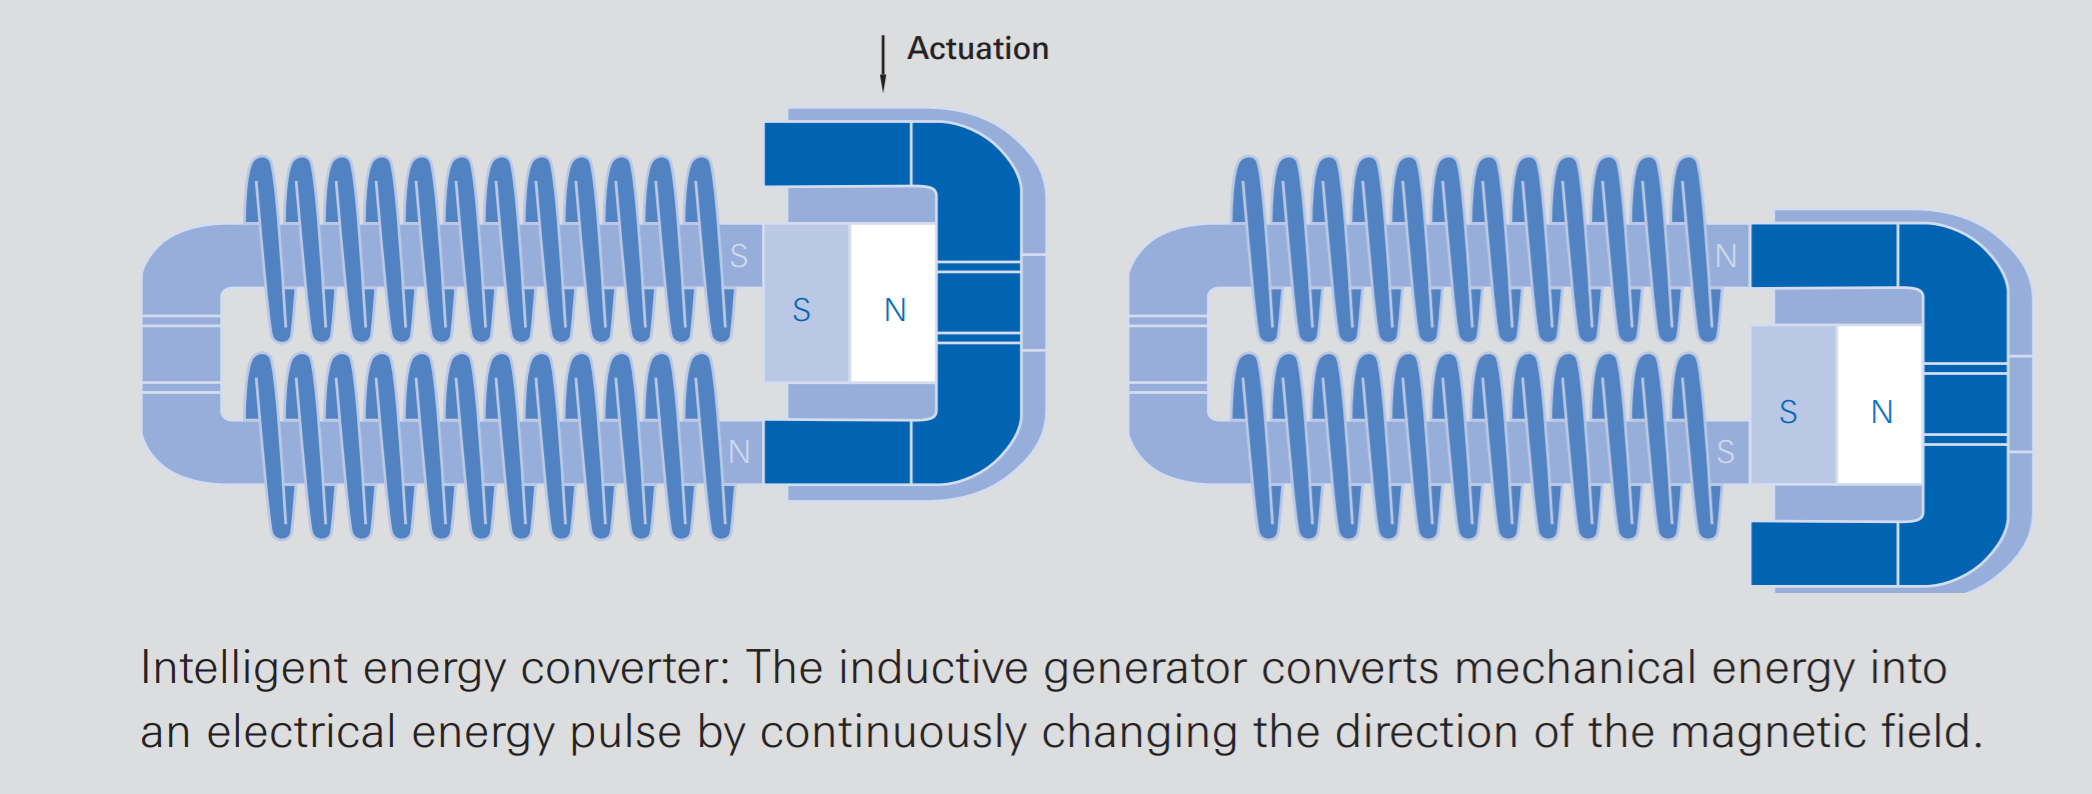 Actuation
S
S
N
N
N
S
N
S
Intelligent energy converter: The inductive generator converts mechanical energy into
an electrical energy pulse by continuously changing the direction of the magnetic field.